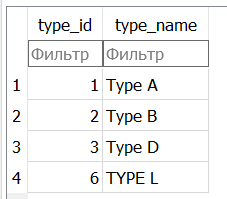 type_id type_name
Фильтр Фильтр
1 1 Type A
2 2 Type B
3 3 Type D
4 6 TYPE L